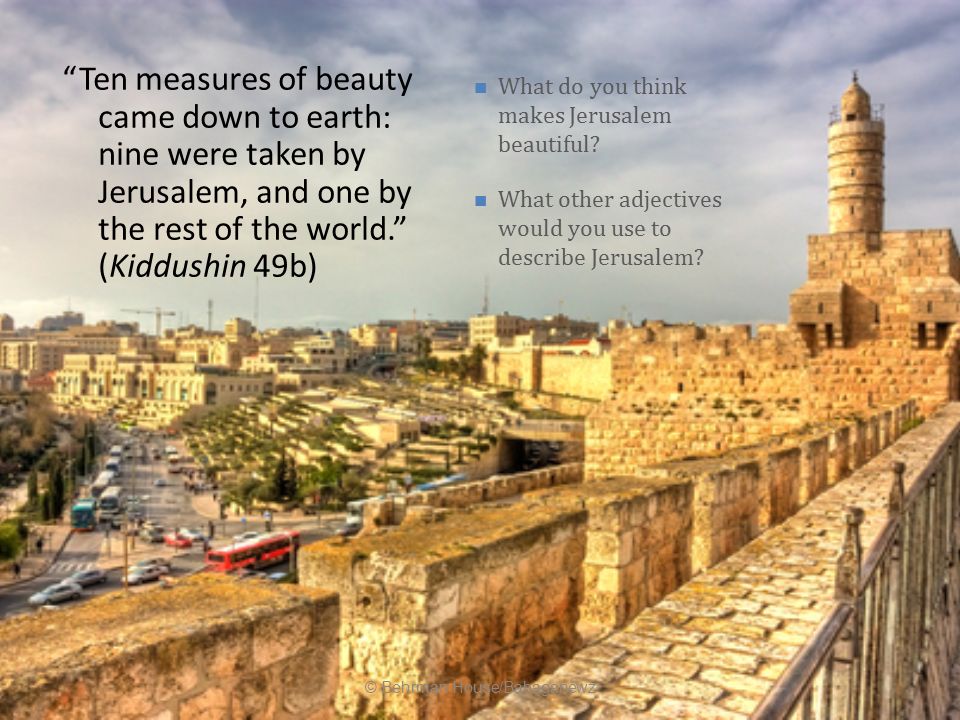 “Ten measures of beauty
came down to earth:
nine were taken by
Jerusalem, and one by
the rest of the world.”
(Kiddushin 49b)
What do you think
makes Jerusalem
beautiful?
What other adjectives
would you use to
describe Jerusalem?
© Behrman House/Babaganewz